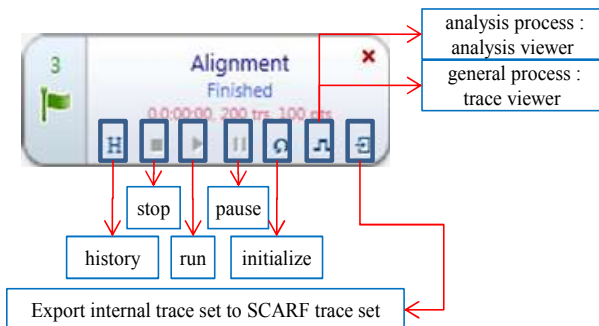 analysis process :
analysis viewer
general process :
trace viewer
3
Alignment
Finished
0.0:00:00, 200 trs, 100 pts
H
stop
pause
history
run
initialize
Export internal trace set to SCARF trace set